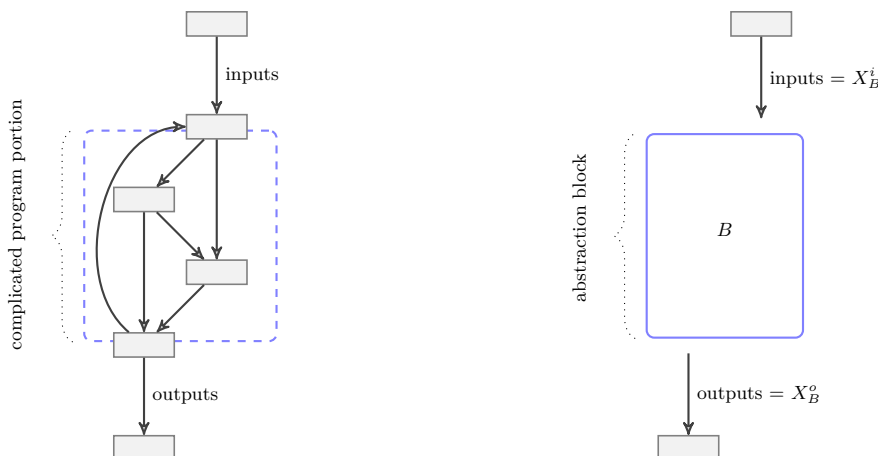 inputs
complicated program portion
outputs
inputs = $X_B^i$
abstraction block
B
outputs = $X_B^o$